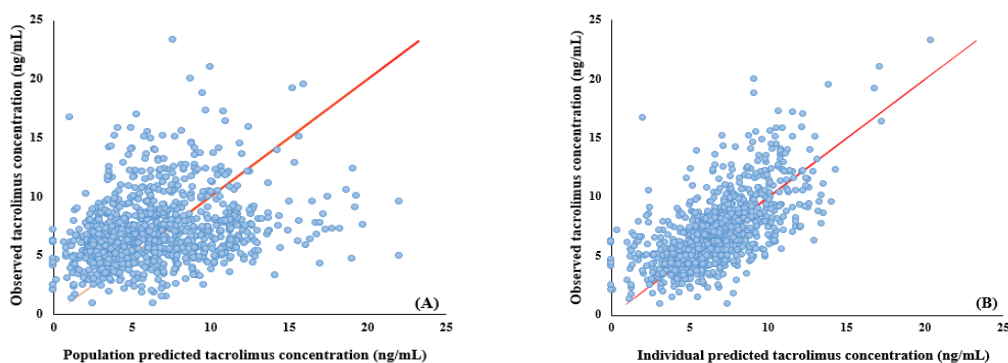 Observed tacrolimus concentration (ng/mL)
25
20
15
10
5
0
0 5 10 15 20 25
(A)
Population predicted tacrolimus concentration (ng/mL)
Observed tacrolimus concentration (ng/mL)
25
20
15
10
5
0
0 5 10 15 20 25
(B)
Individual predicted tacrolimus concentration (ng/mL)